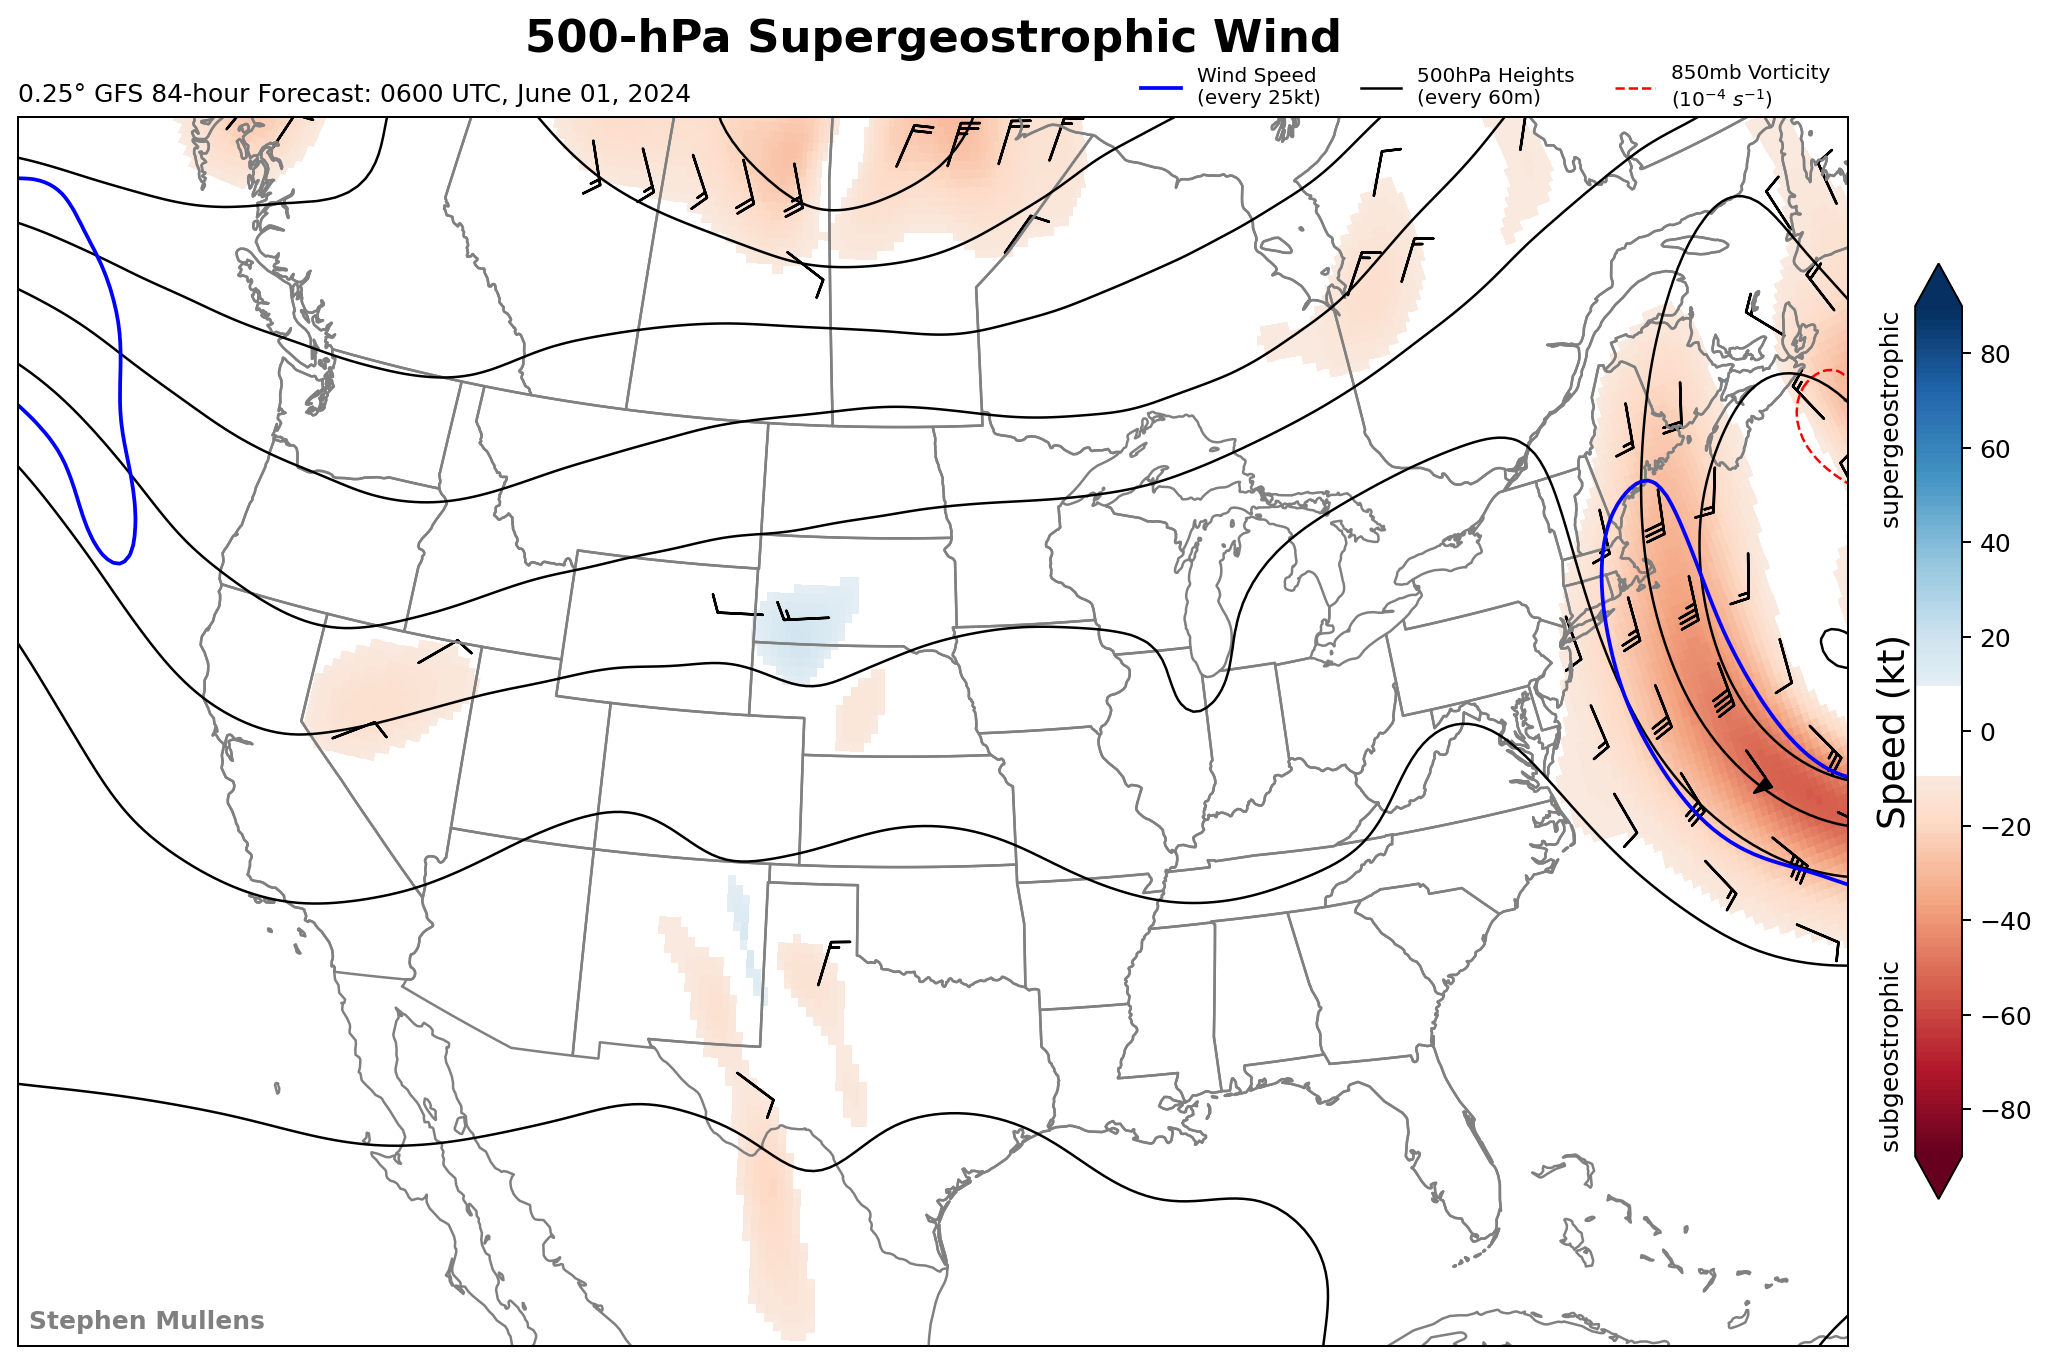 500-hPa Supergeostrophic Wind
0.25° GFS 84-hour Forecast: 0600 UTC, June 01, 2024
Wind Speed
(every 25kt)
500hPa Heights
(every 60m)
850mb Vorticity
(10⁻⁴ s⁻¹)
supergeostrophic
Speed (kt)
subgeostrophic
80
60
40
20
0
−20
−40
−60
−80
Stephen Mullens